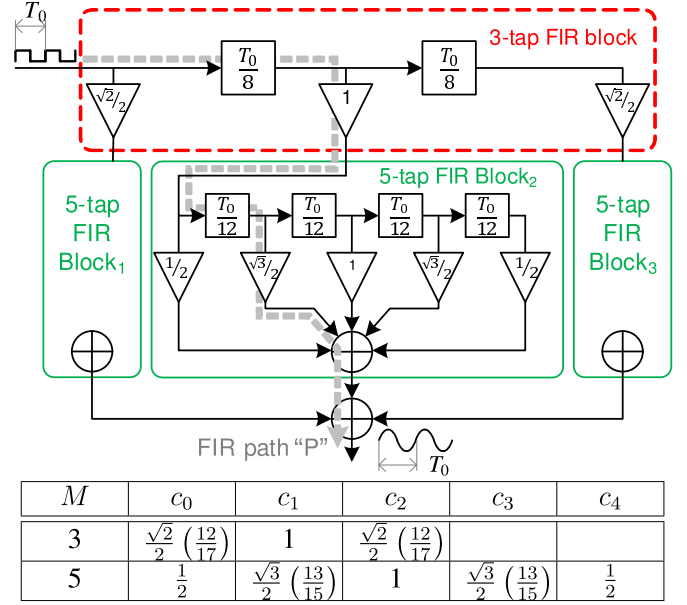 T₀
3-tap FIR block
T₀/8
T₀/8
√2/2
1
√2/2
5-tap FIR Block₂
5-tap
FIR
Block₁
5-tap
FIR
Block₃
T₀/12
T₀/12
T₀/12
T₀/12
1/2
√3/2
1
√3/2
1/2
FIR path “P”
T₀
M c₀ c₁ c₂ c₃ c₄
3 √2/2 (12/17) 1 √2/2 (12/17)
5 1/2 √3/2 (13/15) 1 √3/2 (13/15) 1/2